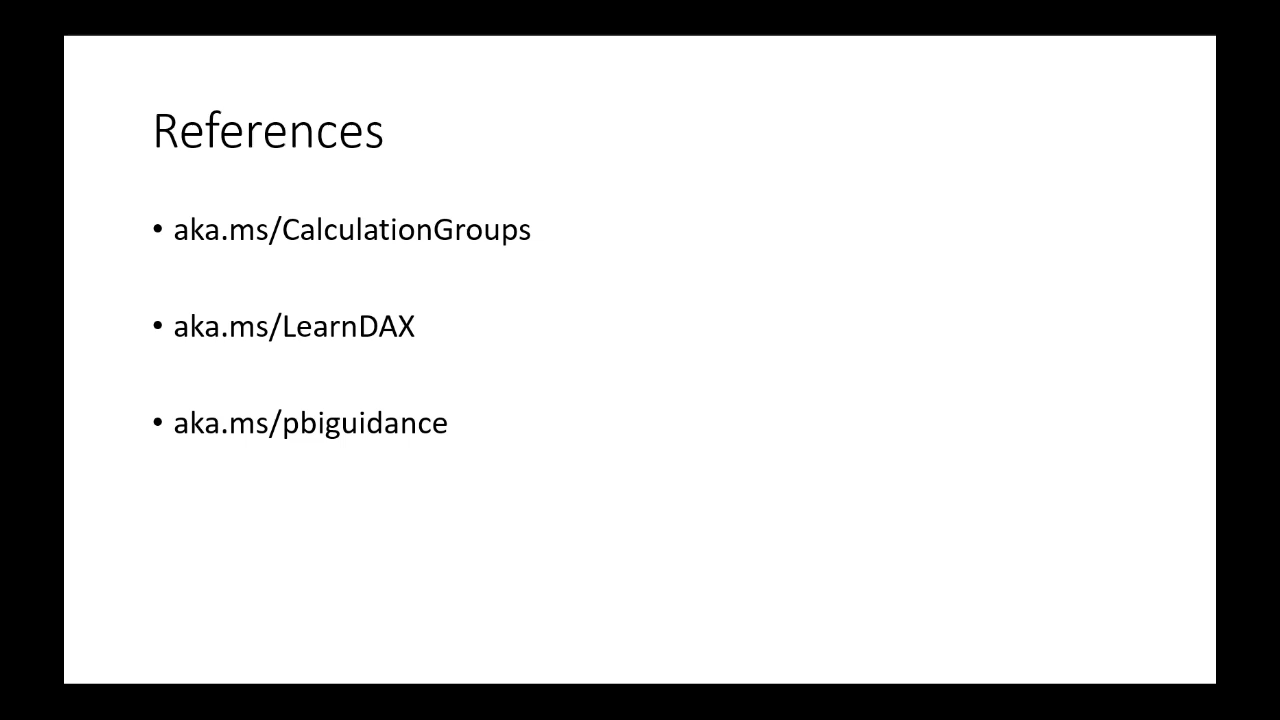 References
• aka.ms/CalculationGroups
• aka.ms/LearnDAX
• aka.ms/pbiguidance